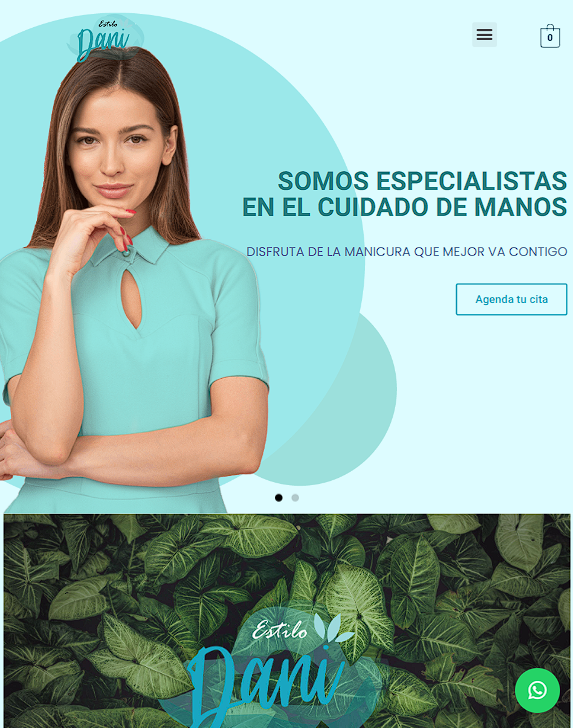 Estilo
Dani
0
SOMOS ESPECIALISTAS
EN EL CUIDADO DE MANOS
DISFRUTA DE LA MANICURA QUE MEJOR VA CONTIGO
Agenda tu cita
Estilo
Dani